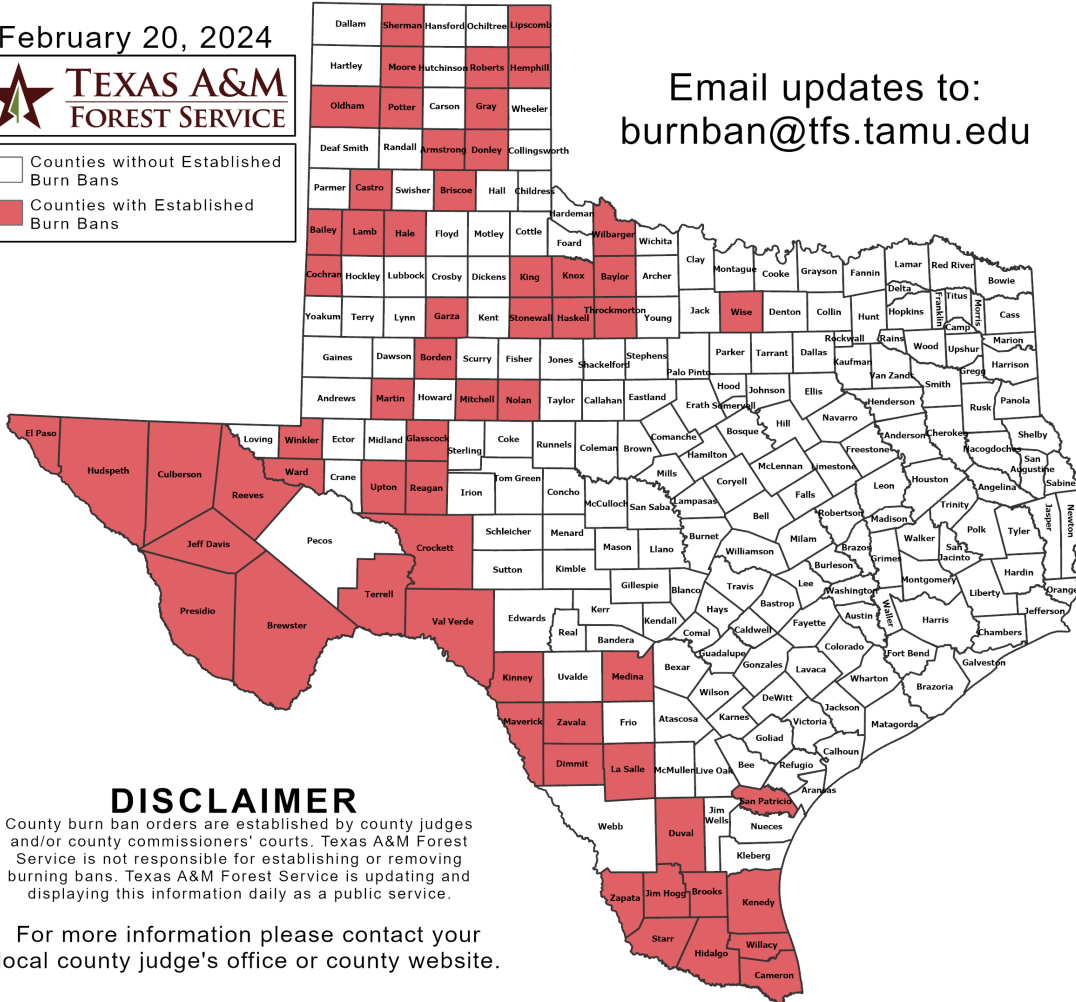 February 20, 2024
TEXAS A&M
FOREST SERVICE
Counties without Established
Burn Bans
Counties with Established
Burn Bans
Email updates to:
burnban@tfs.tamu.edu
Dallam Sherman Hansford Ochiltree Lipscomb
Hartley Moore Hutchinson Roberts Hemphill
Oldham Potter Carson Gray Wheeler
Deaf Smith Randall Armstrong Donley Collingsworth
Parmer Castro Swisher Briscoe Hall Childress
Hardeman
Bailey Lamb Hale Floyd Motley Cottle Foard Wilbarger Wichita
Clay Montague Cooke Grayson Fannin Lamar Red River Bowie
Cochran Hockley Lubbock Crosby Dickens King Knox Baylor Archer
Delta Franklin Titus Morris Cass
Yoakum Terry Lynn Garza Kent Stonewall Haskell Throckmorton Young Jack Wise Denton Collin Hunt Hopkins
Camp
Rockwall Rains Wood Upshur Marion
Gaines Dawson Borden Scurry Fisher Jones Shackelford Stephens Palo Pinto Parker Tarrant Dallas Kaufman Van Zandt Smith Gregg Harrison
Andrews Martin Howard Mitchell Nolan Taylor Callahan Eastland Erath Hood Somervell Johnson Ellis Henderson Rusk Panola
El Paso Hudspeth Culberson Reeves Loving Winkler Ector Midland Glasscock Sterling Coke Runnels Coleman Brown Comanche Hamilton Bosque Hill Navarro Freestone Anderson Cherokee Nacogdoches Shelby
Ward Crane Upton Reagan Irion Tom Green Concho McCulloch San Saba Mills Lampasas Coryell McLennan Limestone Falls Leon Houston Angelina San Augustine Sabine
Jeff Davis Pecos Crockett Schleicher Menard Mason Llano Burnet Bell Milam Robertson Madison Trinity Walker Polk Tyler Jasper Newton
Presidio Brewster Terrell Val Verde Sutton Kimble Gillespie Blanco Williamson Travis Lee Burleson Brazos Grimes San Jacinto Montgomery Liberty Hardin Orange
Edwards Real Kerr Bandera Kendall Comal Hays Caldwell Bastrop Fayette Washington Austin Waller Harris Chambers Jefferson
Kinney Uvalde Medina Bexar Guadalupe Gonzales Lavaca Colorado Wharton Fort Bend Brazoria Galveston
Maverick Zavala Frio Atascosa Wilson Karnes DeWitt Victoria Jackson Matagorda
Dimmit La Salle McMullen Live Oak Bee Goliad Refugio Calhoun Aransas
Webb Duval Jim Wells San Patricio Nueces
Kleberg
Zapata Jim Hogg Brooks Kenedy
Starr Hidalgo Willacy
Cameron
DISCLAIMER
County burn ban orders are established by county judges
and/or county commissioners' courts. Texas A&M Forest
Service is not responsible for establishing or removing
burning bans. Texas A&M Forest Service is updating and
displaying this information daily as a public service.
For more information please contact your
local county judge's office or county website.